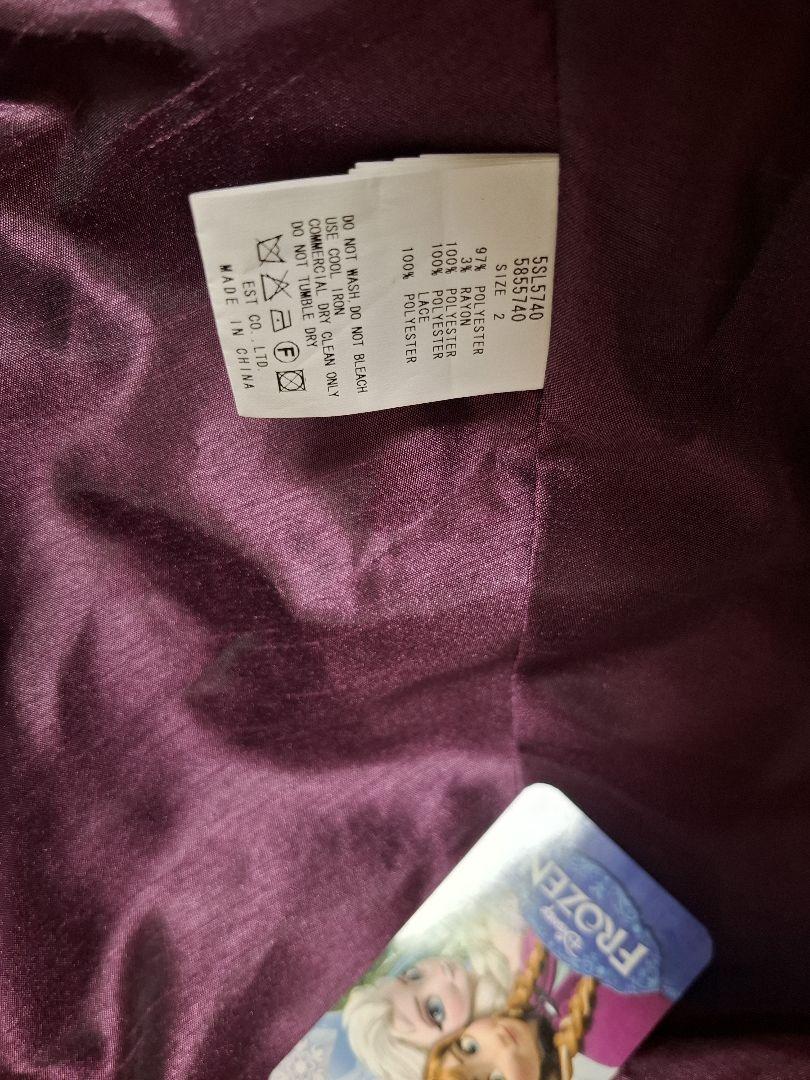 5SL5740
5855740
SIZE 2
97% POLYESTER
3% RAYON
100% POLYESTER
100% POLYESTER
LACE
100% POLYESTER
DO NOT WASH,DO NOT BLEACH
USE COOL IRON
COMMERCIAL DRY CLEAN ONLY
DO NOT TUMBLE DRY
F
EST CO.,LTD.
MADE IN CHINA
Disney
FROZEN